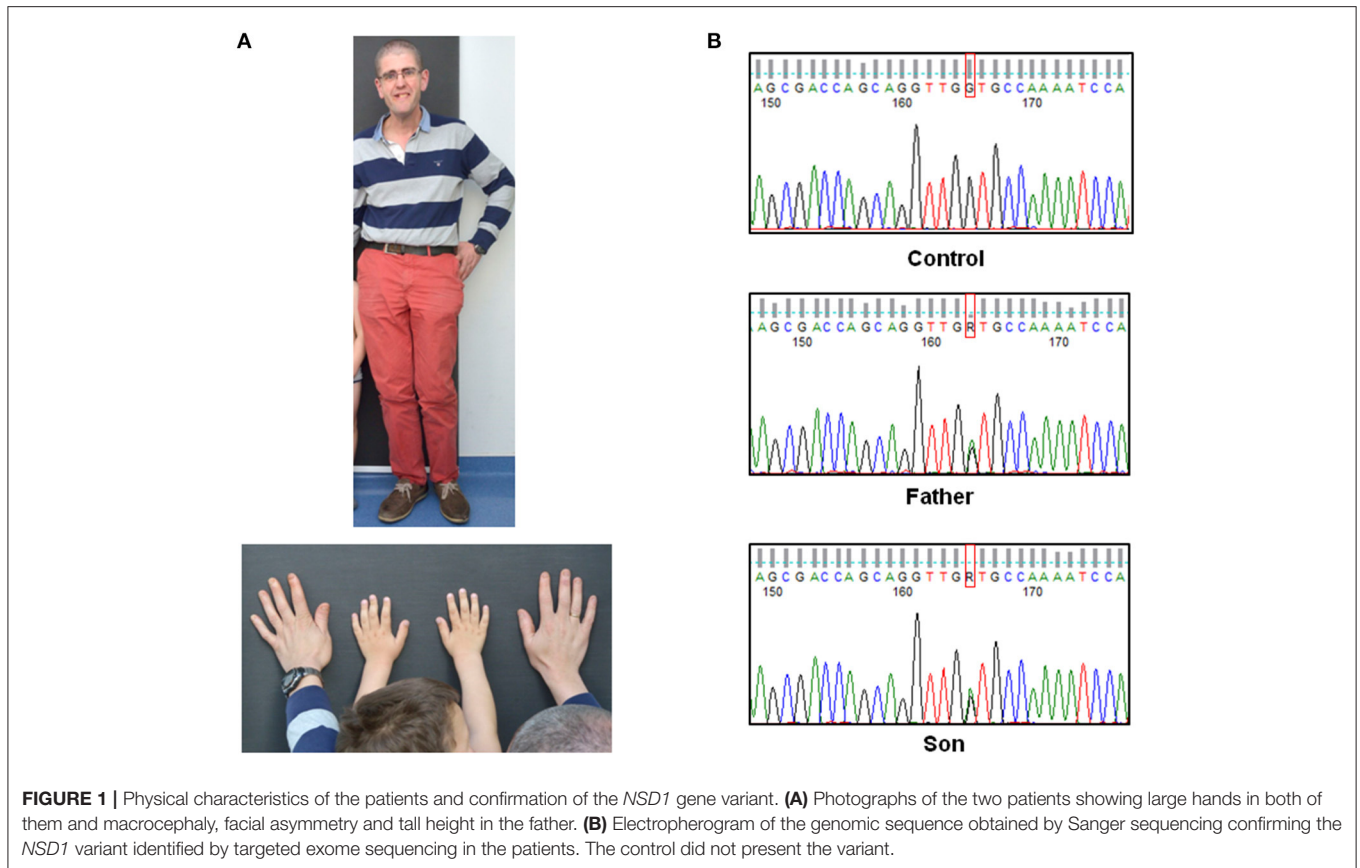 A
B
AGCGACCAGCAGGTTGGTGCCAAAATCCA
150 160 170
Control
AGCGACCAGCAGGTTGRTGCCAAAATCCA
150 160 170
Father
AGCGACCAGCAGGTTGRTGCCAAAATCCA
150 160 170
Son
FIGURE 1 | Physical characteristics of the patients and confirmation of the NSD1 gene variant. (A) Photographs of the two patients showing large hands in both of
them and macrocephaly, facial asymmetry and tall height in the father. (B) Electropherogram of the genomic sequence obtained by Sanger sequencing confirming the
NSD1 variant identified by targeted exome sequencing in the patients. The control did not present the variant.